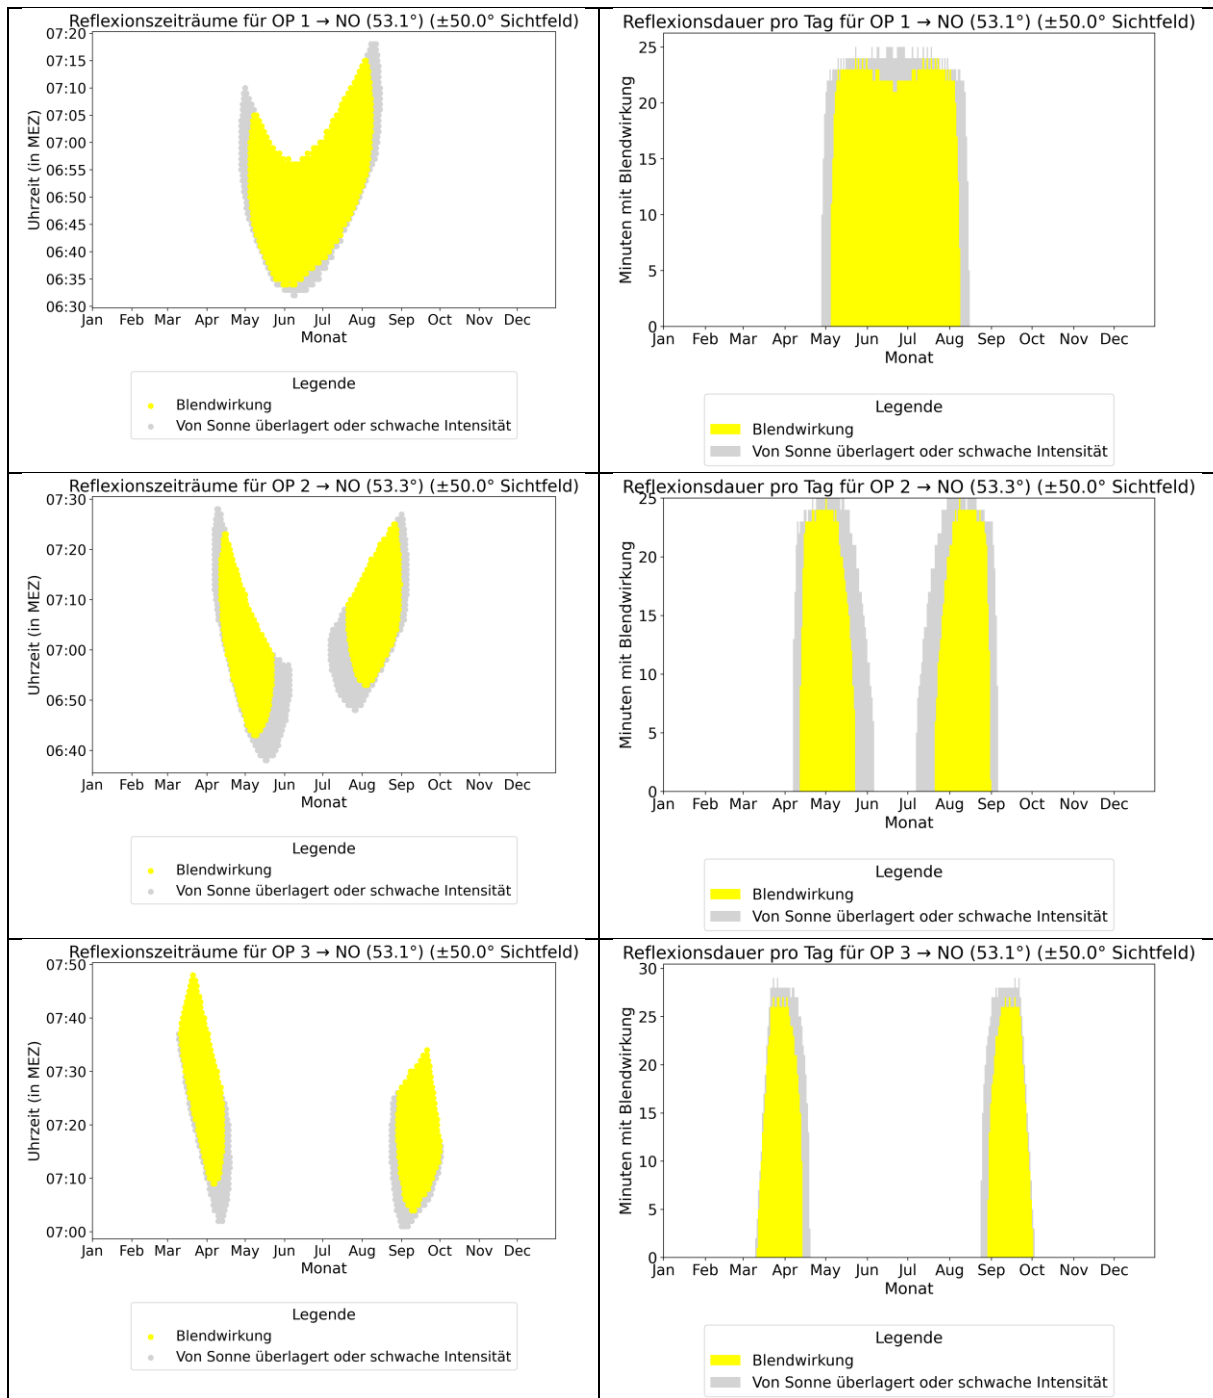 Reflexionszeiträume für OP 1 → NO (53.1°) (±50.0° Sichtfeld)
07:20
07:15
07:10
07:05
07:00
06:55
06:50
06:45
06:40
06:35
06:30
Uhrzeit (in MEZ)
Jan Feb Mar Apr May Jun Jul Aug Sep Oct Nov Dec
Monat
Legende
Blendwirkung
Von Sonne überlagert oder schwache Intensität
Reflexionsdauer pro Tag für OP 1 → NO (53.1°) (±50.0° Sichtfeld)
25
20
15
10
5
0
Minuten mit Blendwirkung
Jan Feb Mar Apr May Jun Jul Aug Sep Oct Nov Dec
Monat
Legende
Blendwirkung
Von Sonne überlagert oder schwache Intensität
Reflexionszeiträume für OP 2 → NO (53.3°) (±50.0° Sichtfeld)
07:30
07:20
07:10
07:00
06:50
06:40
Uhrzeit (in MEZ)
Jan Feb Mar Apr May Jun Jul Aug Sep Oct Nov Dec
Monat
Legende
Blendwirkung
Von Sonne überlagert oder schwache Intensität
Reflexionsdauer pro Tag für OP 2 → NO (53.3°) (±50.0° Sichtfeld)
25
20
15
10
5
0
Minuten mit Blendwirkung
Jan Feb Mar Apr May Jun Jul Aug Sep Oct Nov Dec
Monat
Legende
Blendwirkung
Von Sonne überlagert oder schwache Intensität
Reflexionszeiträume für OP 3 → NO (53.1°) (±50.0° Sichtfeld)
07:50
07:40
07:30
07:20
07:10
07:00
Uhrzeit (in MEZ)
Jan Feb Mar Apr May Jun Jul Aug Sep Oct Nov Dec
Monat
Legende
Blendwirkung
Von Sonne überlagert oder schwache Intensität
Reflexionsdauer pro Tag für OP 3 → NO (53.1°) (±50.0° Sichtfeld)
30
25
20
15
10
5
0
Minuten mit Blendwirkung
Jan Feb Mar Apr May Jun Jul Aug Sep Oct Nov Dec
Monat
Legende
Blendwirkung
Von Sonne überlagert oder schwache Intensität